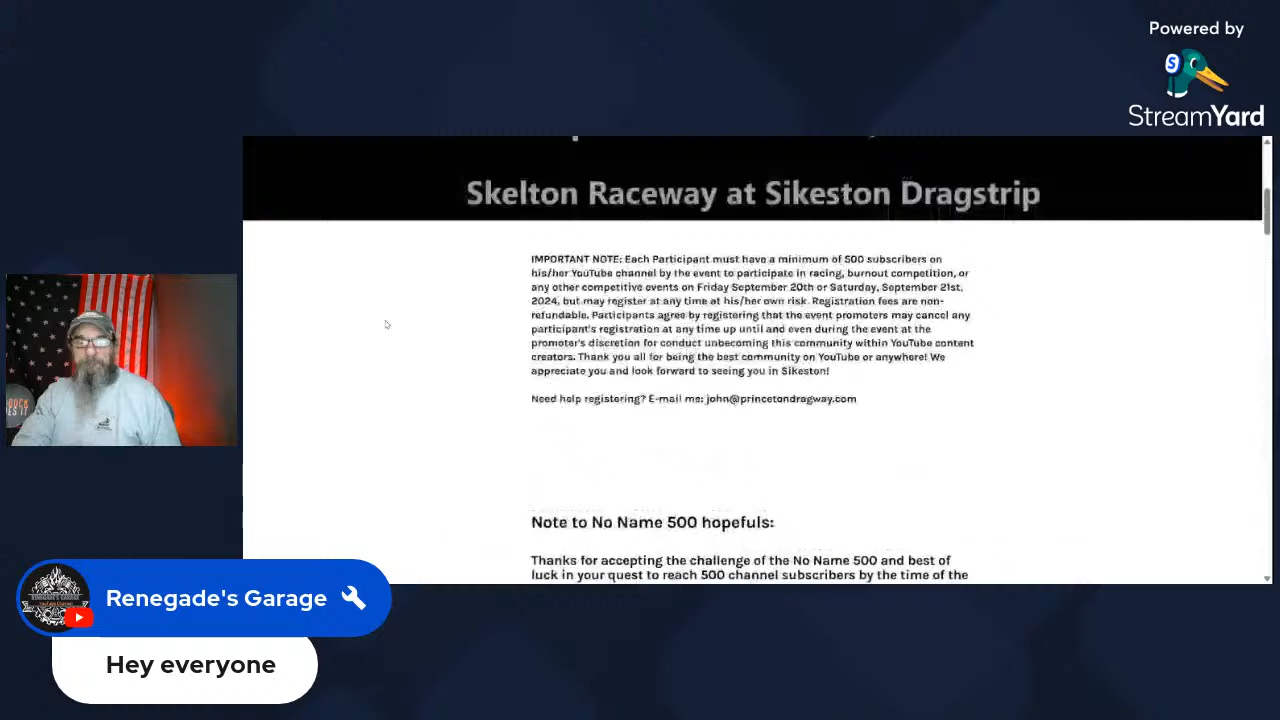 Powered by
StreamYard
Skelton Raceway at Sikeston Dragstrip
IMPORTANT NOTE: Each Participant must have a minimum of 500 subscribers on
his/her YouTube channel by the event to participate in racing, burnout competition, or
any other competitive events on Friday September 20th or Saturday, September 21st,
2024, but may register at any time at his/her own risk. Registration fees are non-
refundable. Participants agree by registering that the event promoters may cancel any
participant's registration at any time up until and even during the event at the
promoter's discretion for conduct unbecoming this community within YouTube content
creators. Thank you all for being the best community on YouTube or anywhere! We
appreciate you and look forward to seeing you in Sikeston!
Need help registering? E-mail me: john@princetondragway.com
Note to No Name 500 hopefuls:
Thanks for accepting the challenge of the No Name 500 and best of
luck in your quest to reach 500 channel subscribers by the time of the
Renegade's Garage
Hey everyone